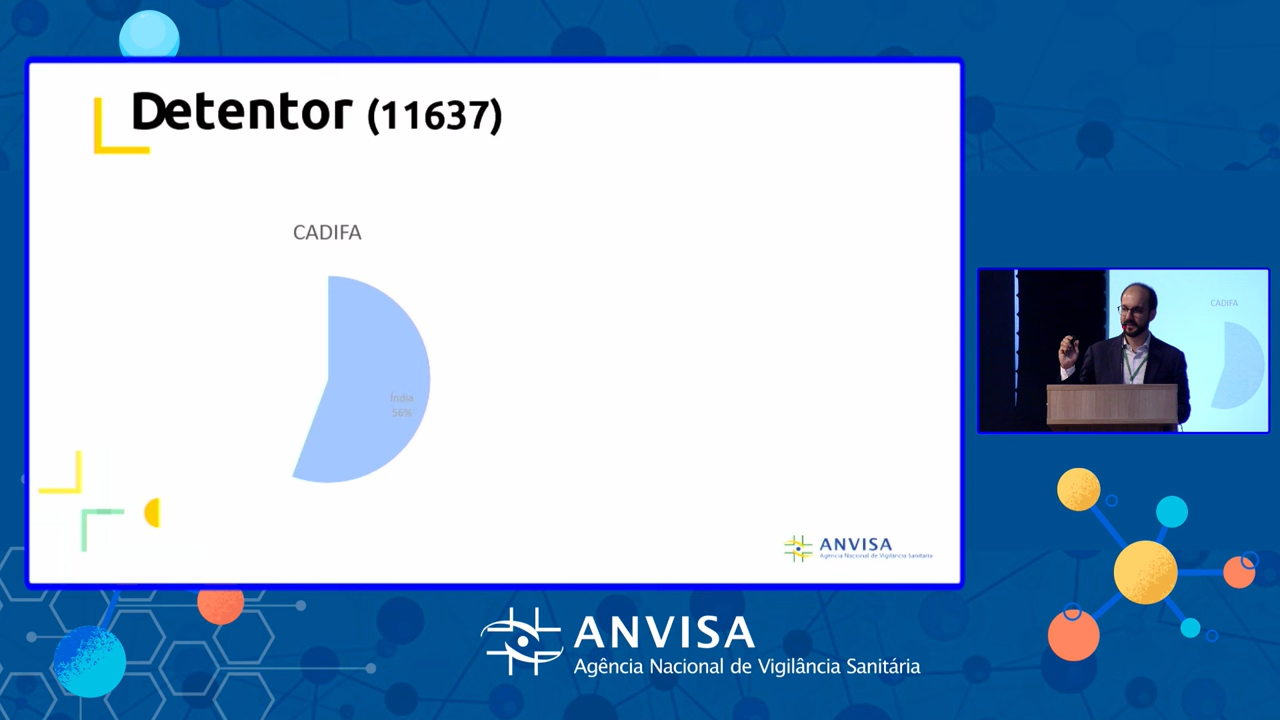 Detentor (11637)
CADIFA
Índia
56%
ANVISA
Agência Nacional de Vigilância Sanitária
CADIFA
ANVISA
Agência Nacional de Vigilância Sanitária